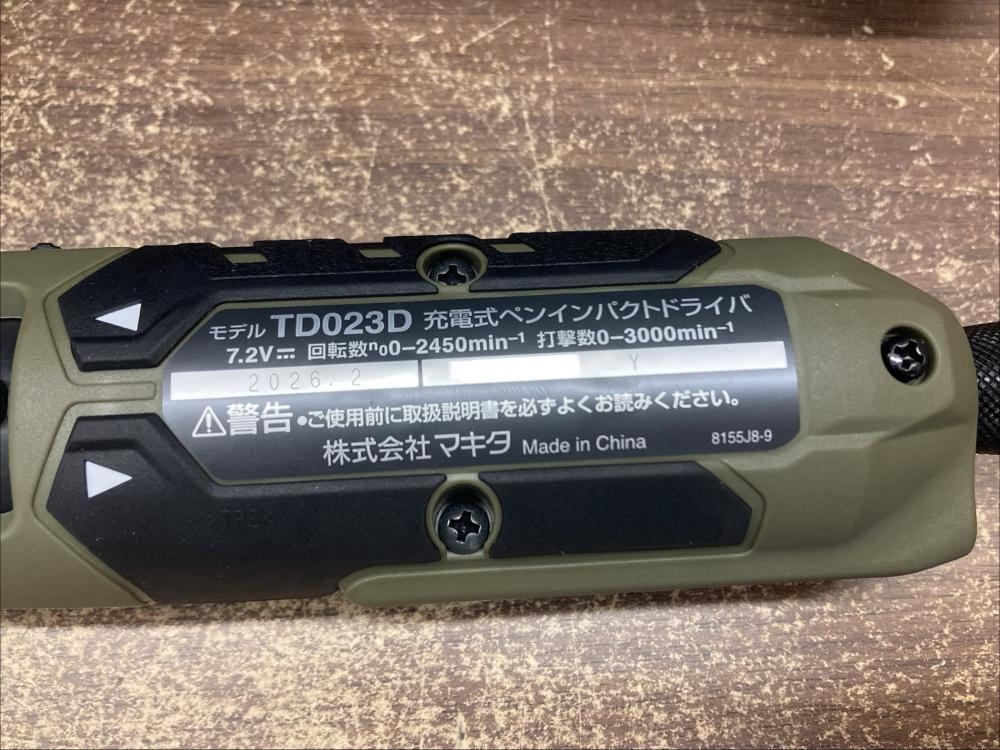 モデル TD023D 充電式ペンインパクトドライバ
7.2V⎓ 回転数n₀0-2450min⁻¹ 打撃数0-3000min⁻¹
2026.2 Y
⚠警告 •ご使用前に取扱説明書を必ずよくお読みください。
株式会社 マキタ Made in China 8155J8-9
>TPE<